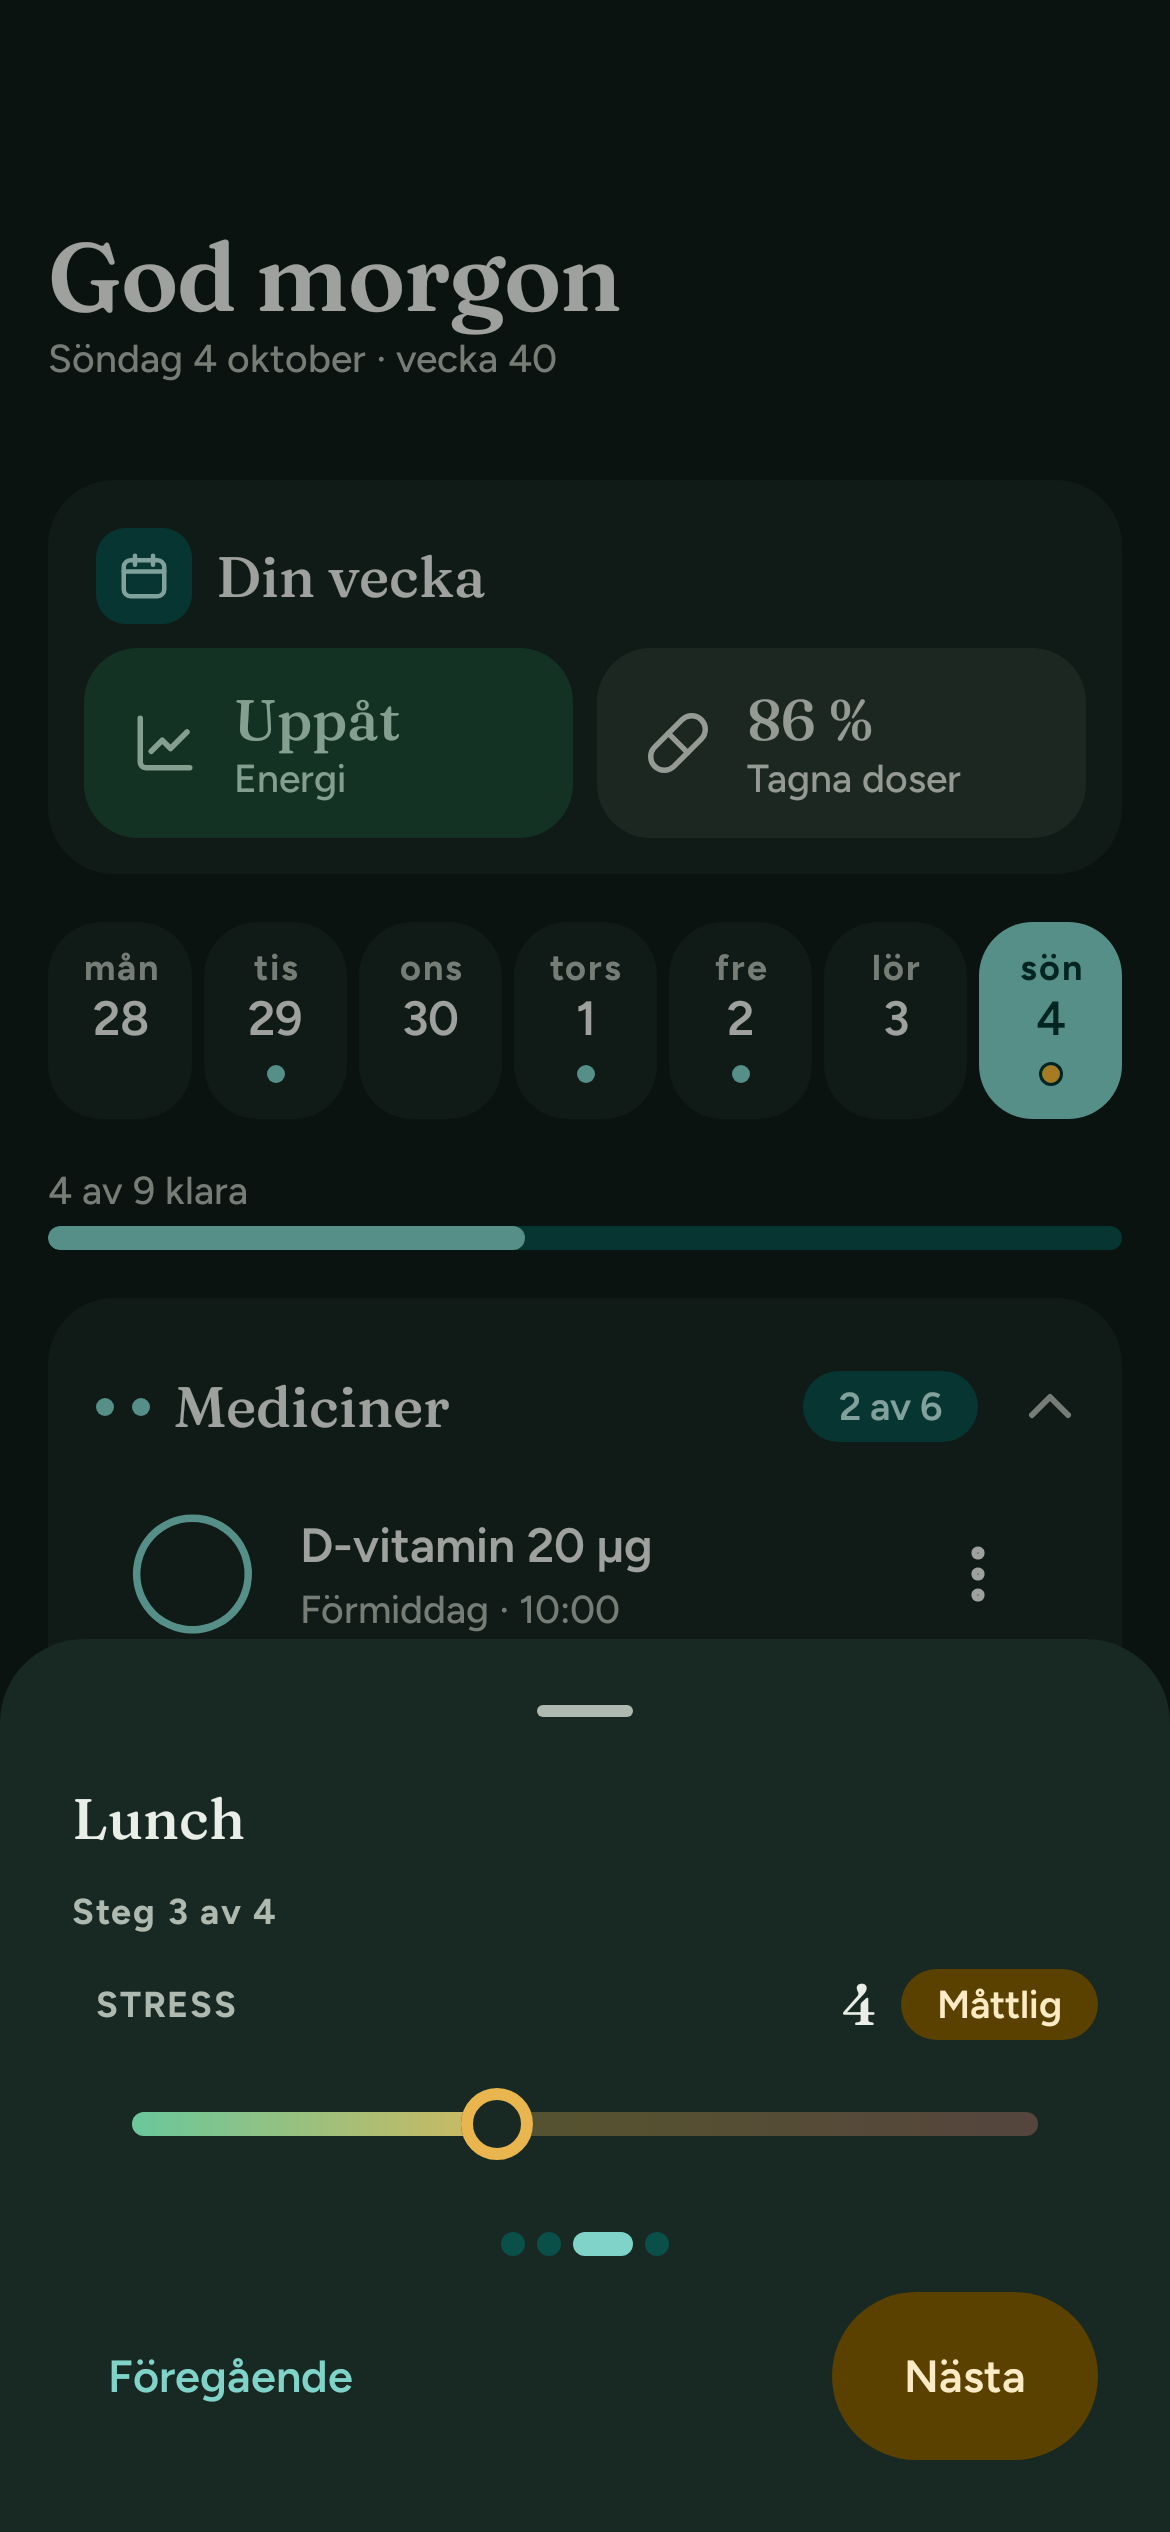 God morgon
Söndag 4 oktober · vecka 40
Din vecka
Uppåt
Energi
86 %
Tagna doser
mån tis ons tors fre lör sön
28 29 30 1 2 3 4
4 av 9 klara
Mediciner 2 av 6
D-vitamin 20 µg
Förmiddag · 10:00
Lunch
Steg 3 av 4
STRESS 4 Måttlig
Föregående Nästa